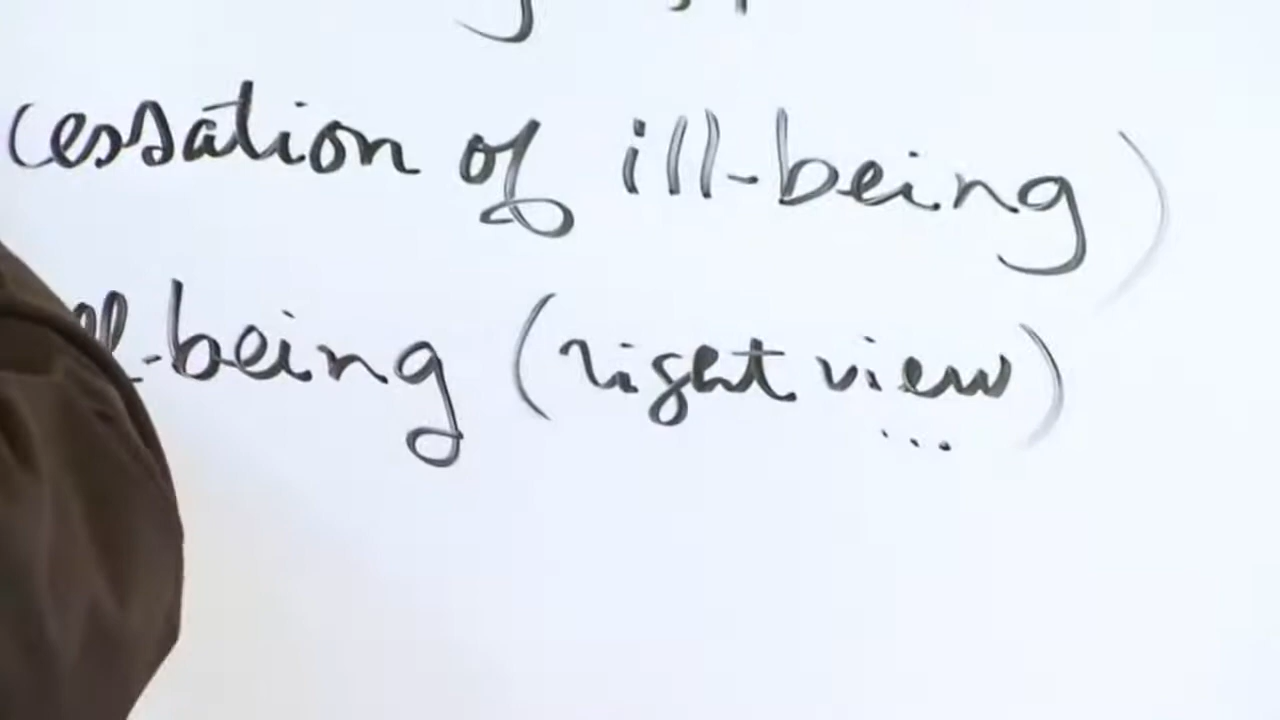 cessation of ill-being)
-being (right view)
...